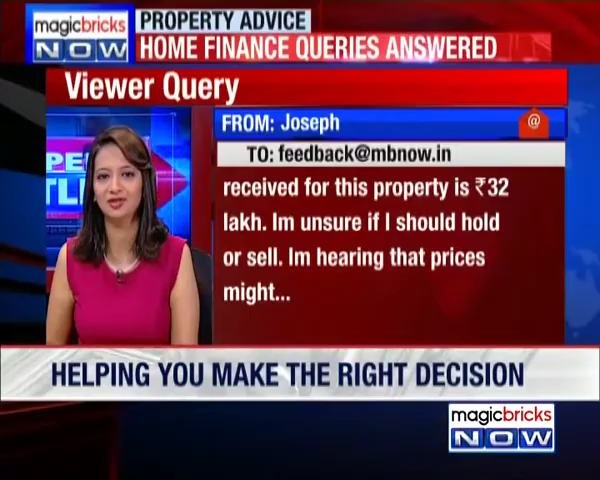 magicbricks
NOW
PROPERTY ADVICE
HOME FINANCE QUERIES ANSWERED
Viewer Query
FROM: Joseph
@
TO: feedback@mbnow.in
received for this property is ₹32
lakh. Im unsure if I should hold
or sell. Im hearing that prices
might...
HELPING YOU MAKE THE RIGHT DECISION
magicbricks
NOW